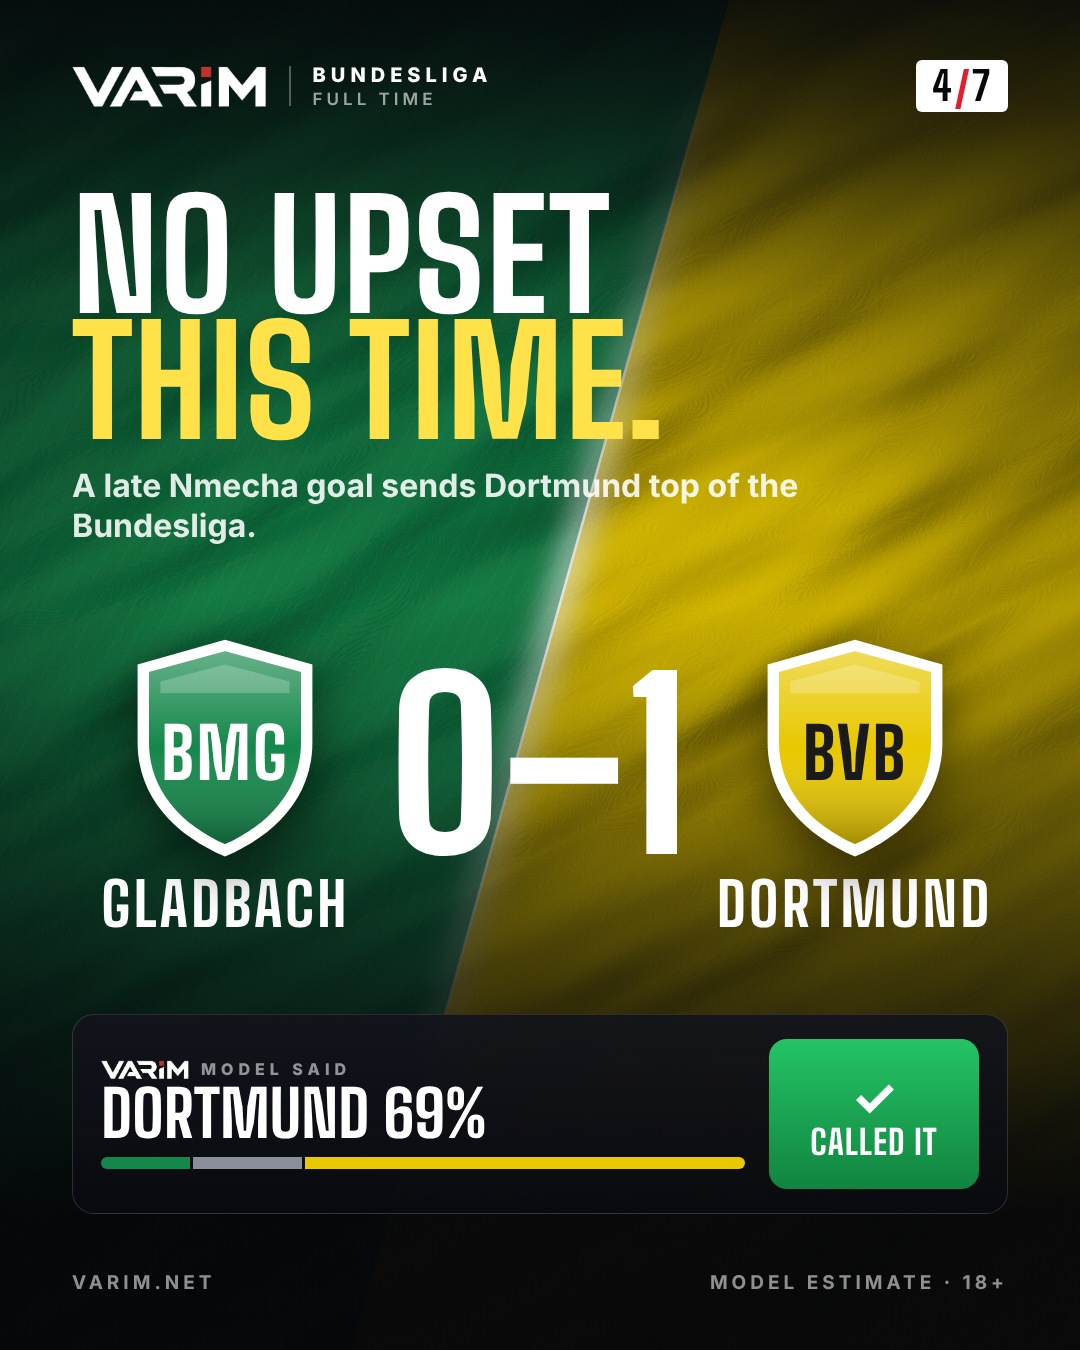 VARiM
BUNDESLIGA
FULL TIME
4/7
NO UPSET
THIS TIME.
A late Nmecha goal sends Dortmund top of the
Bundesliga.
BMG
0–1
BVB
GLADBACH
DORTMUND
VARiM MODEL SAID
DORTMUND 69%
CALLED IT
VARIM.NET
MODEL ESTIMATE · 18+